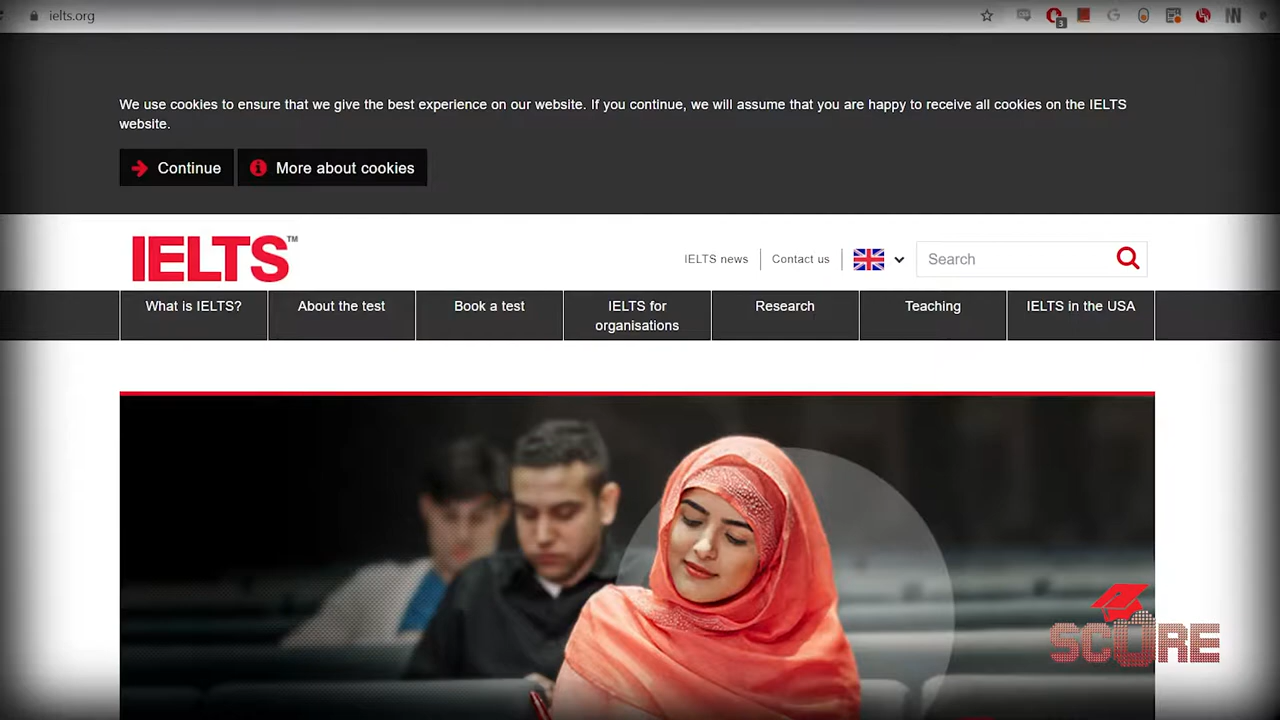 ielts.org
3
We use cookies to ensure that we give the best experience on our website. If you continue, we will assume that you are happy to receive all cookies on the IELTS
website.
Continue
More about cookies
IELTS™
IELTS news
Contact us
Search
What is IELTS?
About the test
Book a test
IELTS for
organisations
Research
Teaching
IELTS in the USA
SCORE